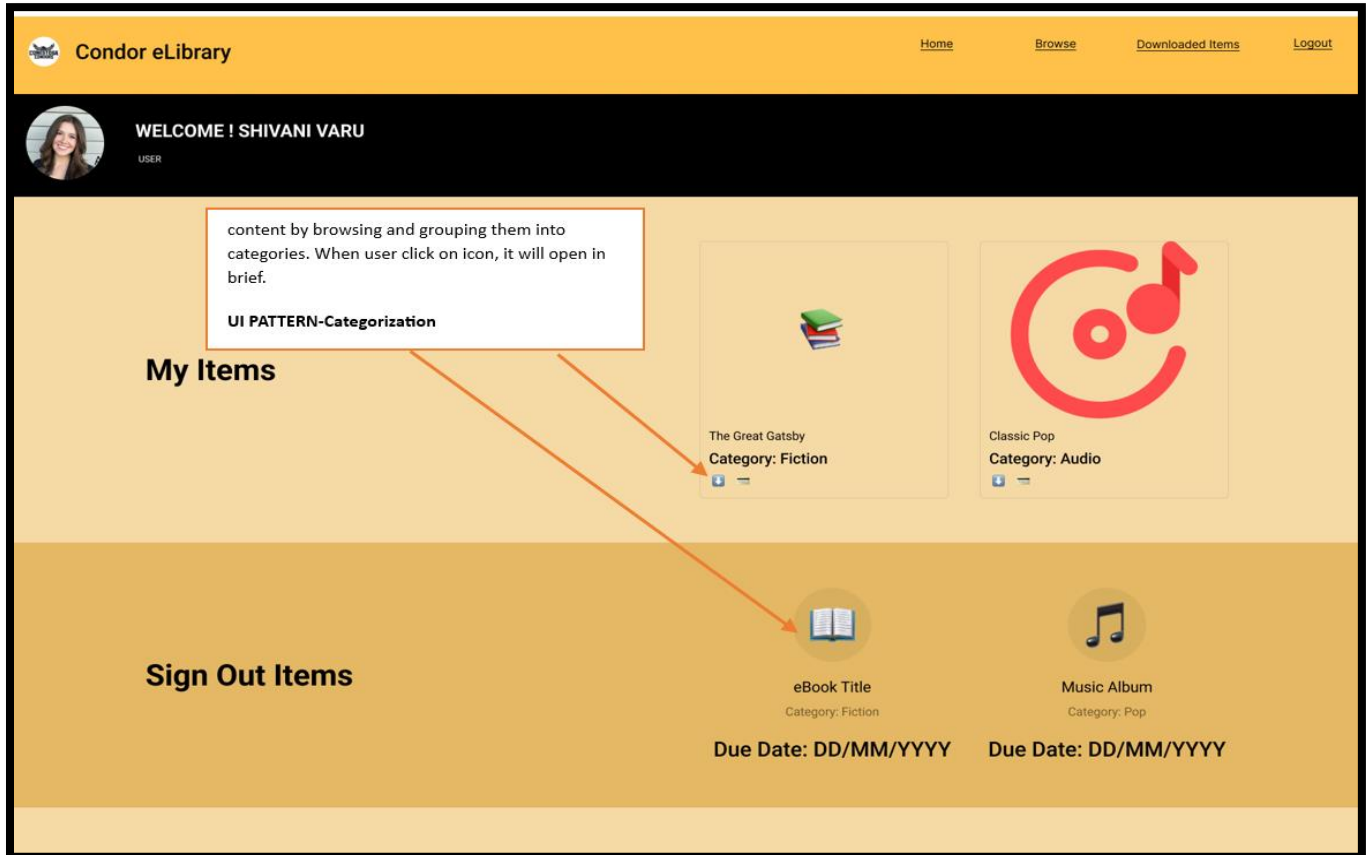 Condor eLibrary
Home
Browse
Downloaded Items
Logout
WELCOME ! SHIVANI VARU
USER
content by browsing and grouping them into
categories. When user click on icon, it will open in
brief.
UI PATTERN-Categorization
My Items
The Great Gatsby
Category: Fiction
Classic Pop
Category: Audio
Sign Out Items
eBook Title
Category: Fiction
Due Date: DD/MM/YYYY
Music Album
Category: Pop
Due Date: DD/MM/YYYY